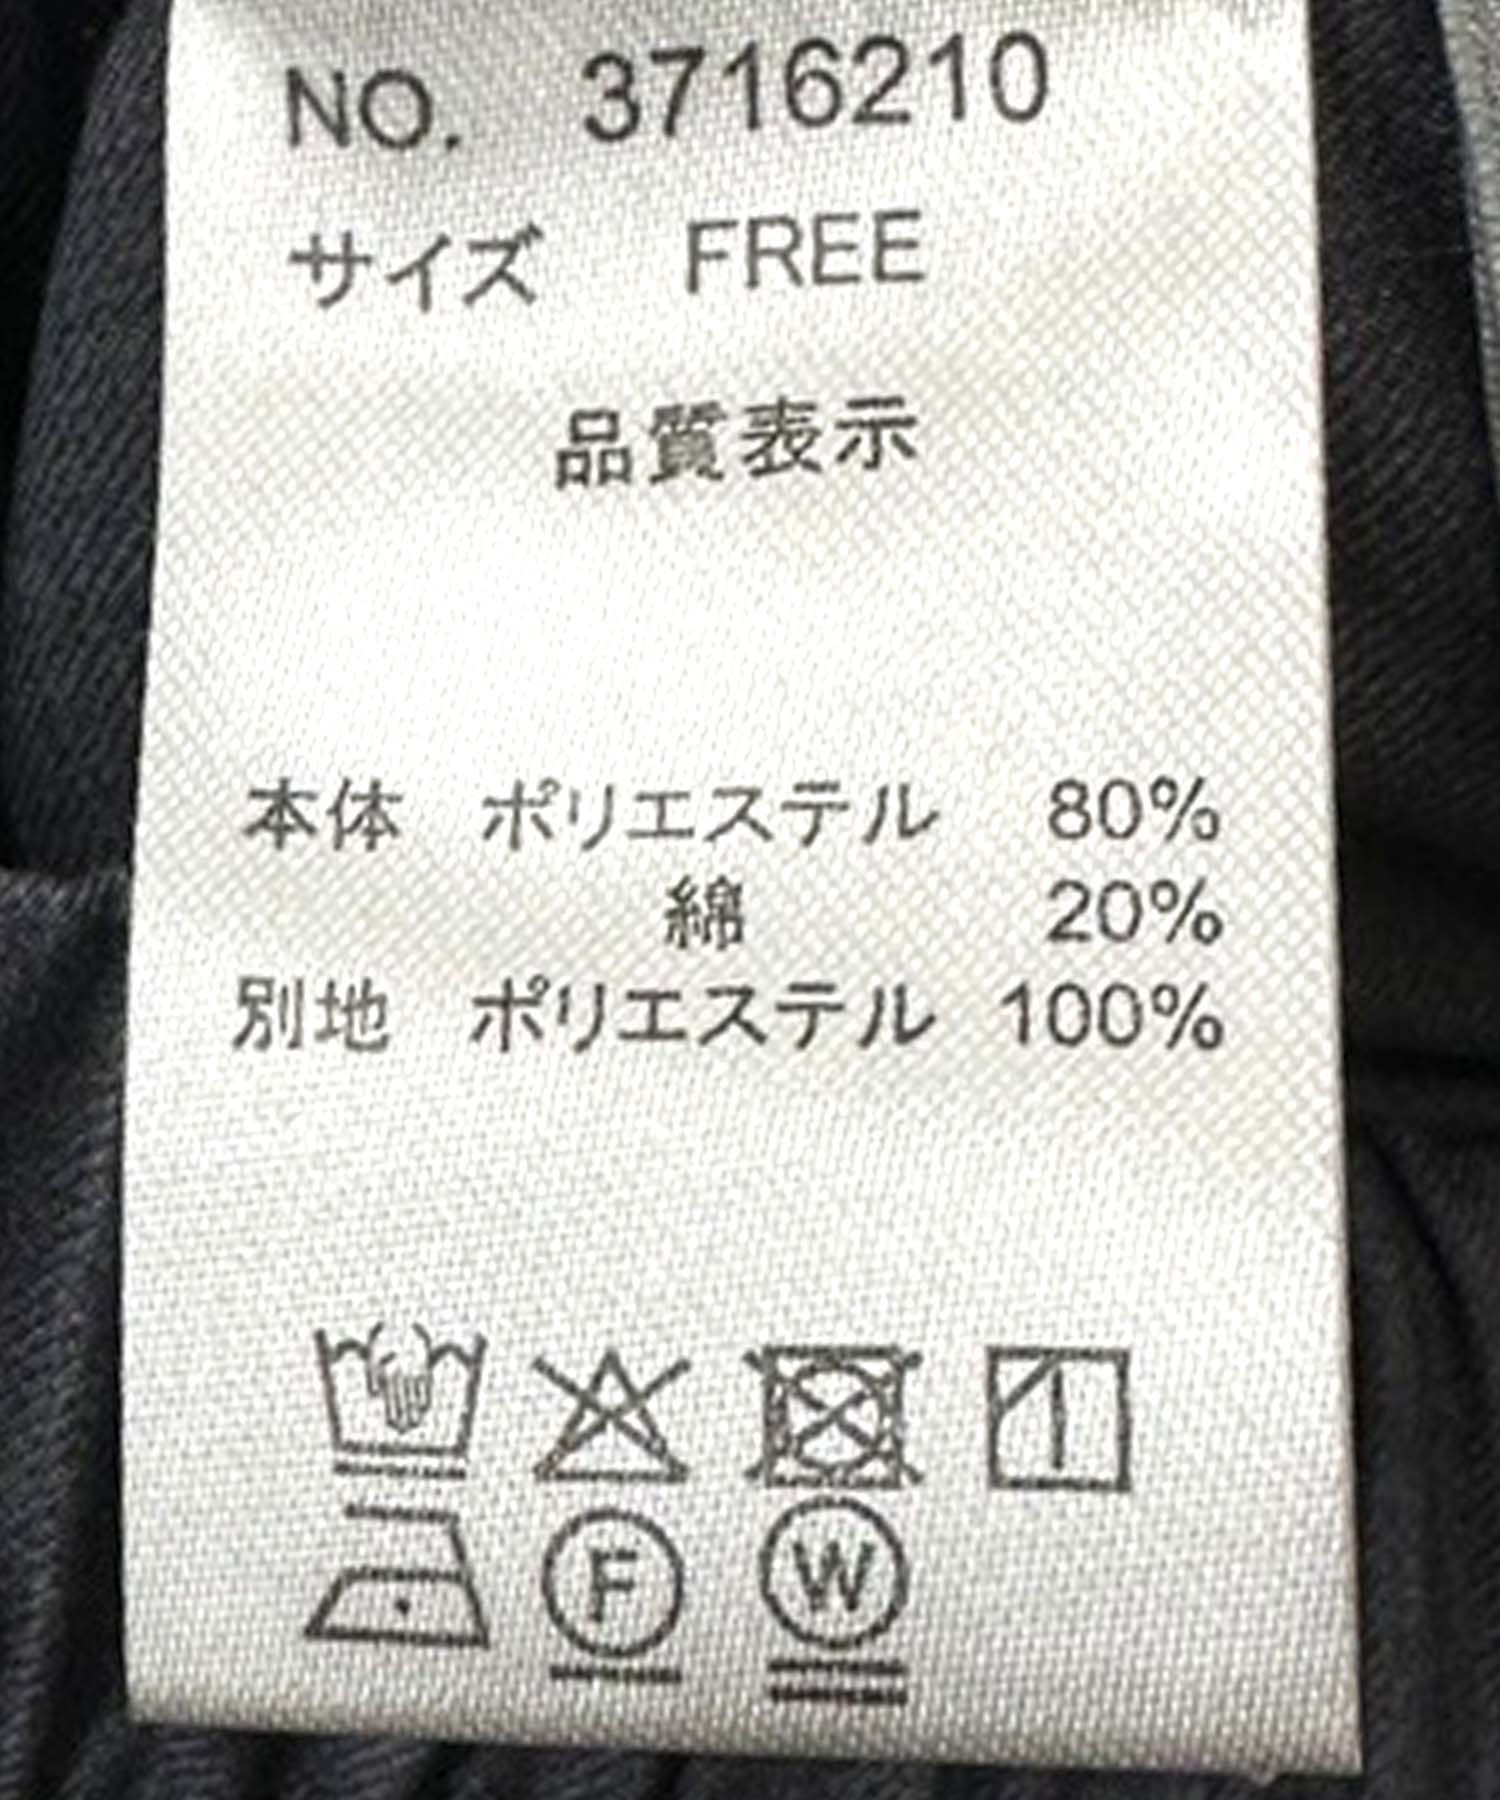 NO. 3716210
サイズ FREE
品質表示
本体 ポリエステル 80%
綿 20%
別地 ポリエステル 100%
F W